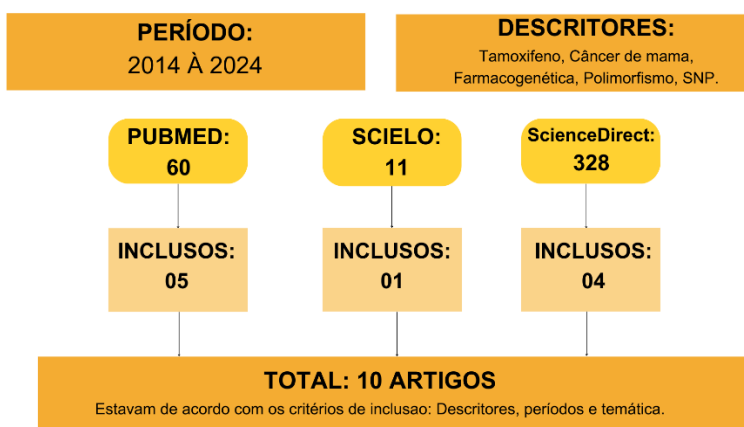 PERÍODO:
2014 À 2024
DESCRITORES:
Tamoxifeno, Câncer de mama,
Farmacogenética, Polimorfismo, SNP.
PUBMED:
60
SCIELO:
11
ScienceDirect:
328
INCLUSOS:
05
INCLUSOS:
01
INCLUSOS:
04
TOTAL: 10 ARTIGOS
Estavam de acordo com os critérios de inclusao: Descritores, períodos e temática.